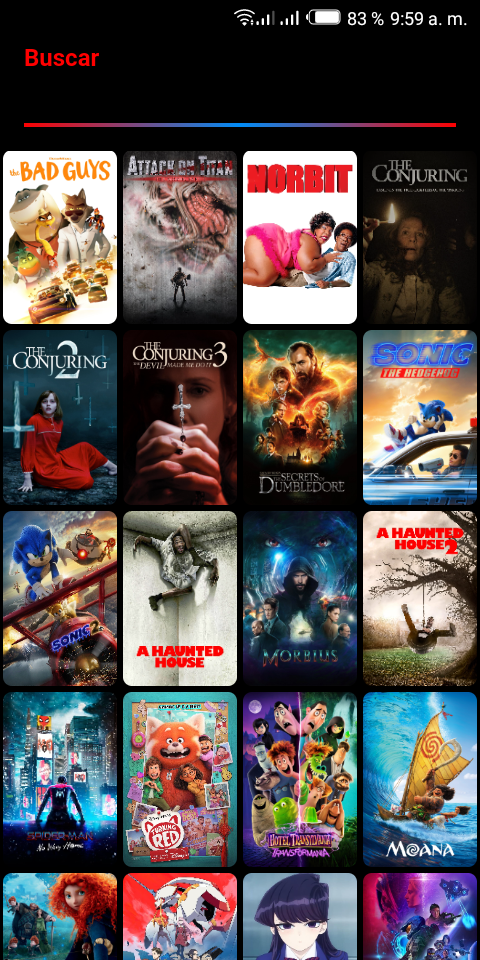 83 % 9:59 a. m.
Buscar
the BAD GUYS
ATTACK ON TITAN
NORBIT
THE CONJURING
THE CONJURING 2
THE CONJURING 3
THE DEVIL MADE ME DO IT
THE SECRETS OF DUMBLEDORE
SONIC
THE HEDGEHOG
SONIC 2
A HAUNTED
HOUSE
MORBIUS
A HAUNTED
HOUSE 2
SPIDER-MAN
No Way Home
TURNING
RED
HOTEL TRANSYLVANIA
TRANSFORMANIA
MOANA